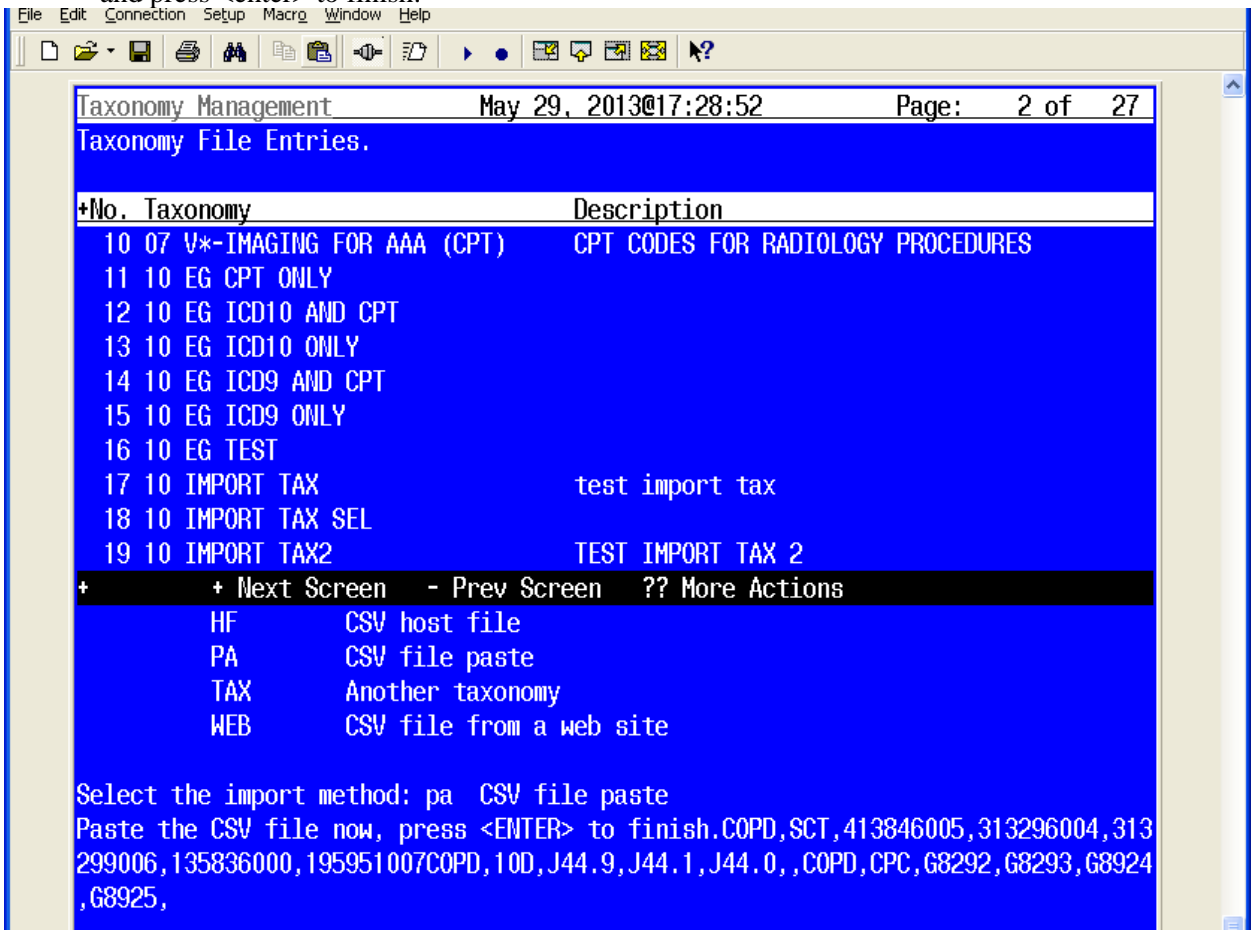 and press <enter> to finish.
File Edit Connection Setup Macro Window Help
Taxonomy Management May 29, 2013@17:28:52 Page: 2 of 27
Taxonomy File Entries.
+No. Taxonomy Description
10 07 V*-IMAGING FOR AAA (CPT) CPT CODES FOR RADIOLOGY PROCEDURES
11 10 EG CPT ONLY
12 10 EG ICD10 AND CPT
13 10 EG ICD10 ONLY
14 10 EG ICD9 AND CPT
15 10 EG ICD9 ONLY
16 10 EG TEST
17 10 IMPORT TAX test import tax
18 10 IMPORT TAX SEL
19 10 IMPORT TAX2 TEST IMPORT TAX 2
+ + Next Screen - Prev Screen ?? More Actions
HF CSV host file
PA CSV file paste
TAX Another taxonomy
WEB CSV file from a web site
Select the import method: pa CSV file paste
Paste the CSV file now, press <ENTER> to finish.COPD,SCT,413846005,313296004,313
299006,135836000,195951007COPD,10D,J44.9,J44.1,J44.0,,COPD,CPC,G8292,G8293,G8924
,G8925,